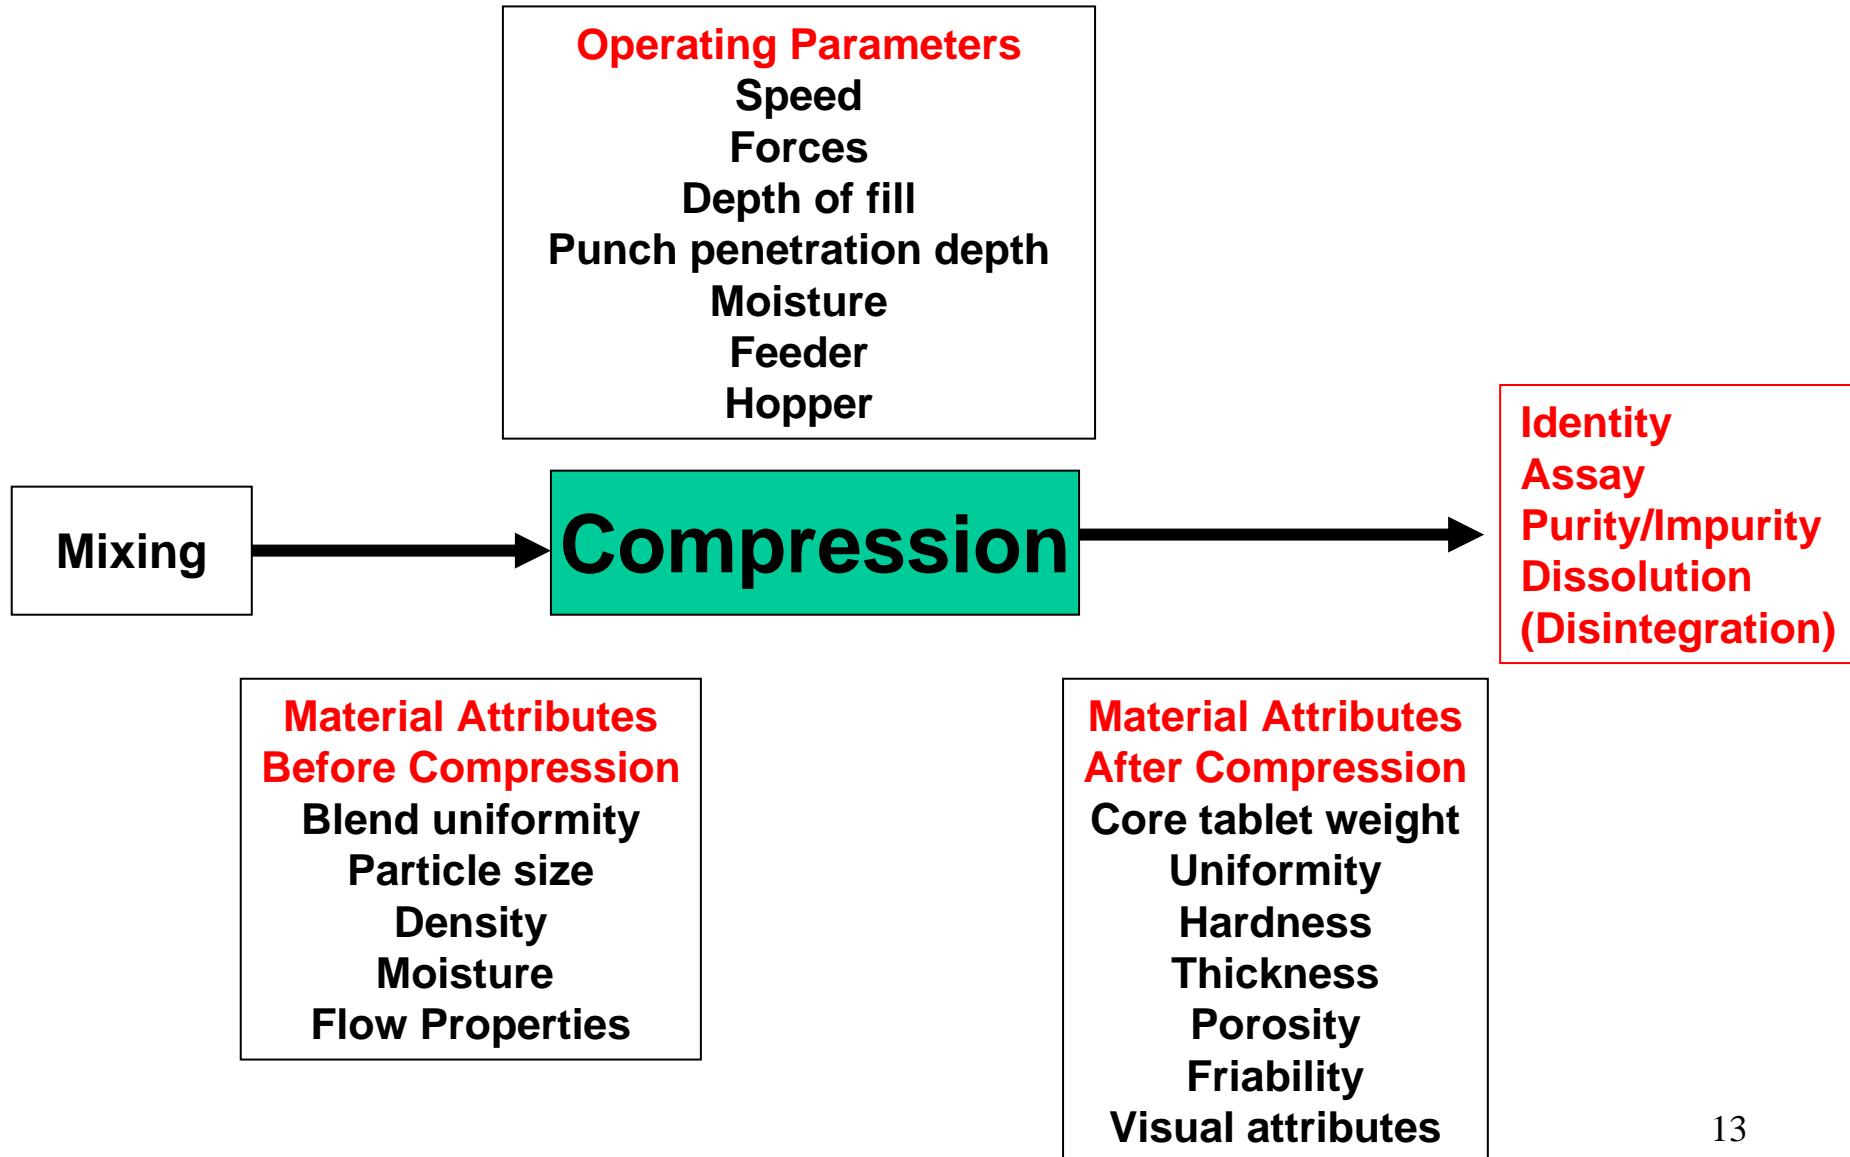 Operating Parameters
Speed
Forces
Depth of fill
Punch penetration depth
Moisture
Feeder
Hopper
Mixing
Compression
Identity
Assay
Purity/Impurity
Dissolution
(Disintegration)
Material Attributes
Before Compression
Blend uniformity
Particle size
Density
Moisture
Flow Properties
Material Attributes
After Compression
Core tablet weight
Uniformity
Hardness
Thickness
Porosity
Friability
Visual attributes
13